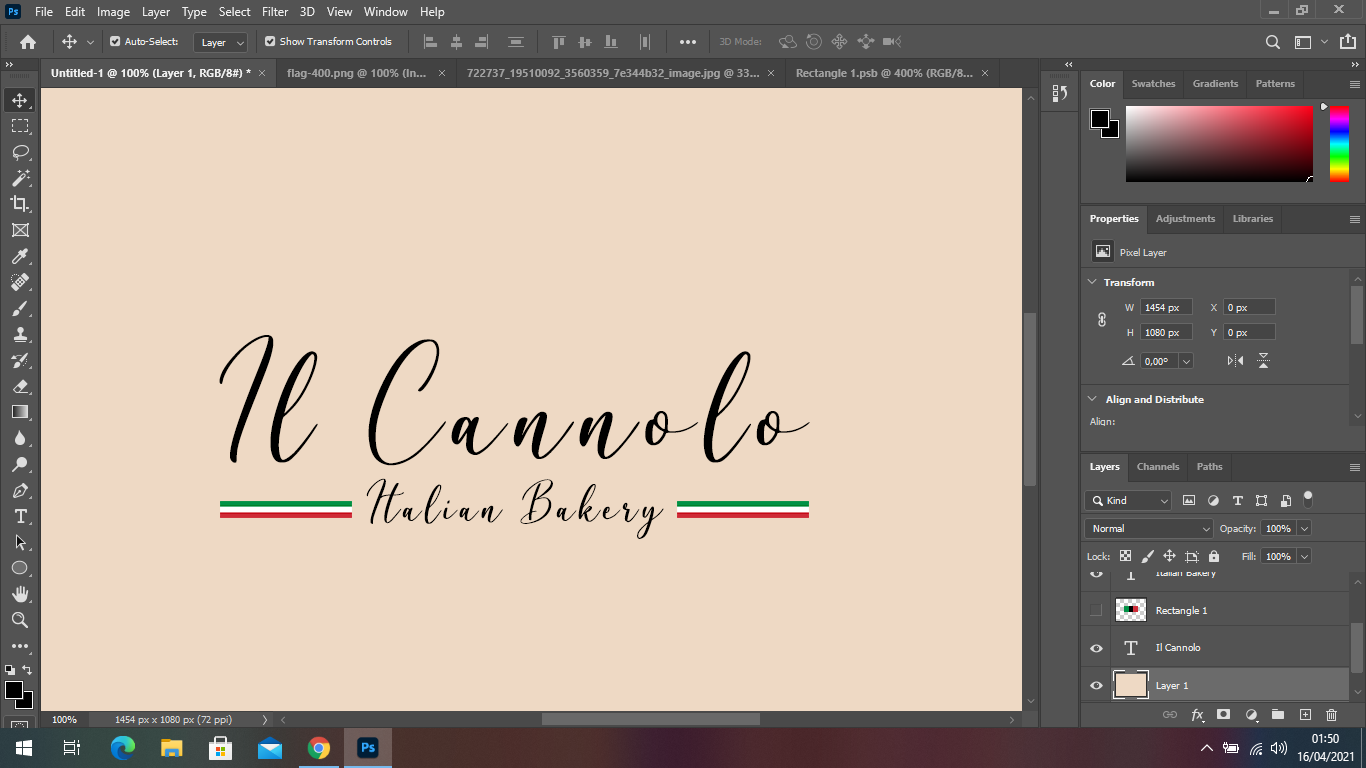 Ps File Edit Image Layer Type Select Filter 3D View Window Help
Auto-Select: Layer Show Transform Controls 3D Mode:
Untitled-1 @ 100% (Layer 1, RGB/8#) * × flag-400.png @ 100% (In... × 722737_19510092_3560359_7e344b32_image.jpg @ 33... × Rectangle 1.psb @ 400% (RGB/8... ×
Color Swatches Gradients Patterns
Properties Adjustments Libraries
Pixel Layer
Transform
W 1454 px X 0 px
H 1080 px Y 0 px
0,00°
Align and Distribute
Align:
Il Cannolo
Italian Bakery
Layers Channels Paths
Kind
Normal Opacity: 100%
Lock: Fill: 100%
Italian Bakery
Rectangle 1
Il Cannolo
Layer 1
100% 1454 px x 1080 px (72 ppi)
fx
Ps
01:50
16/04/2021